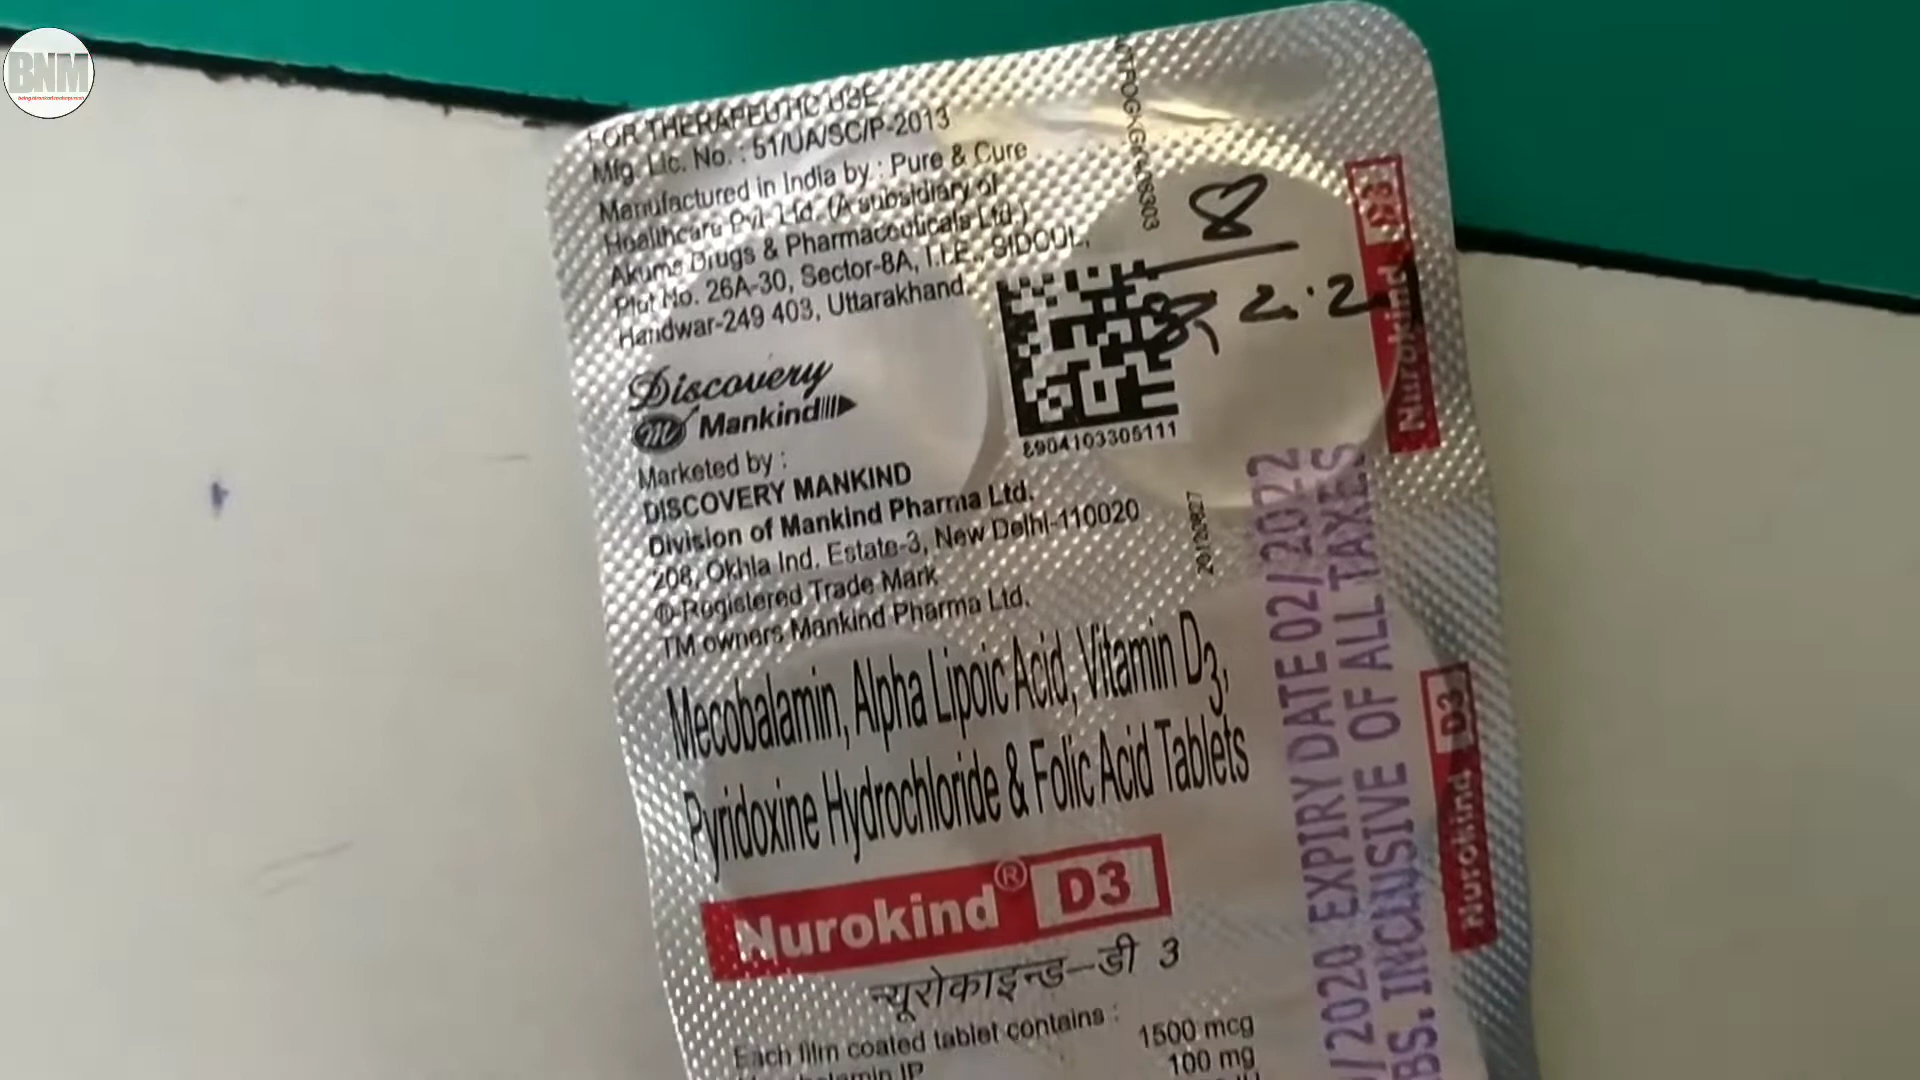 BNM
FOR THERAPEUTIC USE
Mfg. Lic. No. : 51/UA/SC/P-2013
Manufactured in India by : Pure & Cure
Healthcare Pvt. Ltd. (A subsidiary of
Akums Drugs & Pharmaceuticals Ltd.)
Plot No. 26A-30, Sector-8A, I.I.E., SIDCUL,
Haridwar-249 403, Uttarakhand.
Discovery
Mankind
8904103305111
Marketed by :
DISCOVERY MANKIND
Division of Mankind Pharma Ltd.
208, Okhla Ind. Estate-3, New Delhi-110020
®-Registered Trade Mark
TM owners Mankind Pharma Ltd.
Mecobalamin, Alpha Lipoic Acid, Vitamin D3,
Pyridoxine Hydrochloride & Folic Acid Tablets
Nurokind® D3
न्यूरोकाइन्ड-डी 3
Each film coated tablet contains :
1500 mcg
IP
100 mg
8
2.2
/2020 EXPIRY DATE 02/2022
BS. INCLUSIVE OF ALL TAXES
Nurokind D3
Nurokind D3